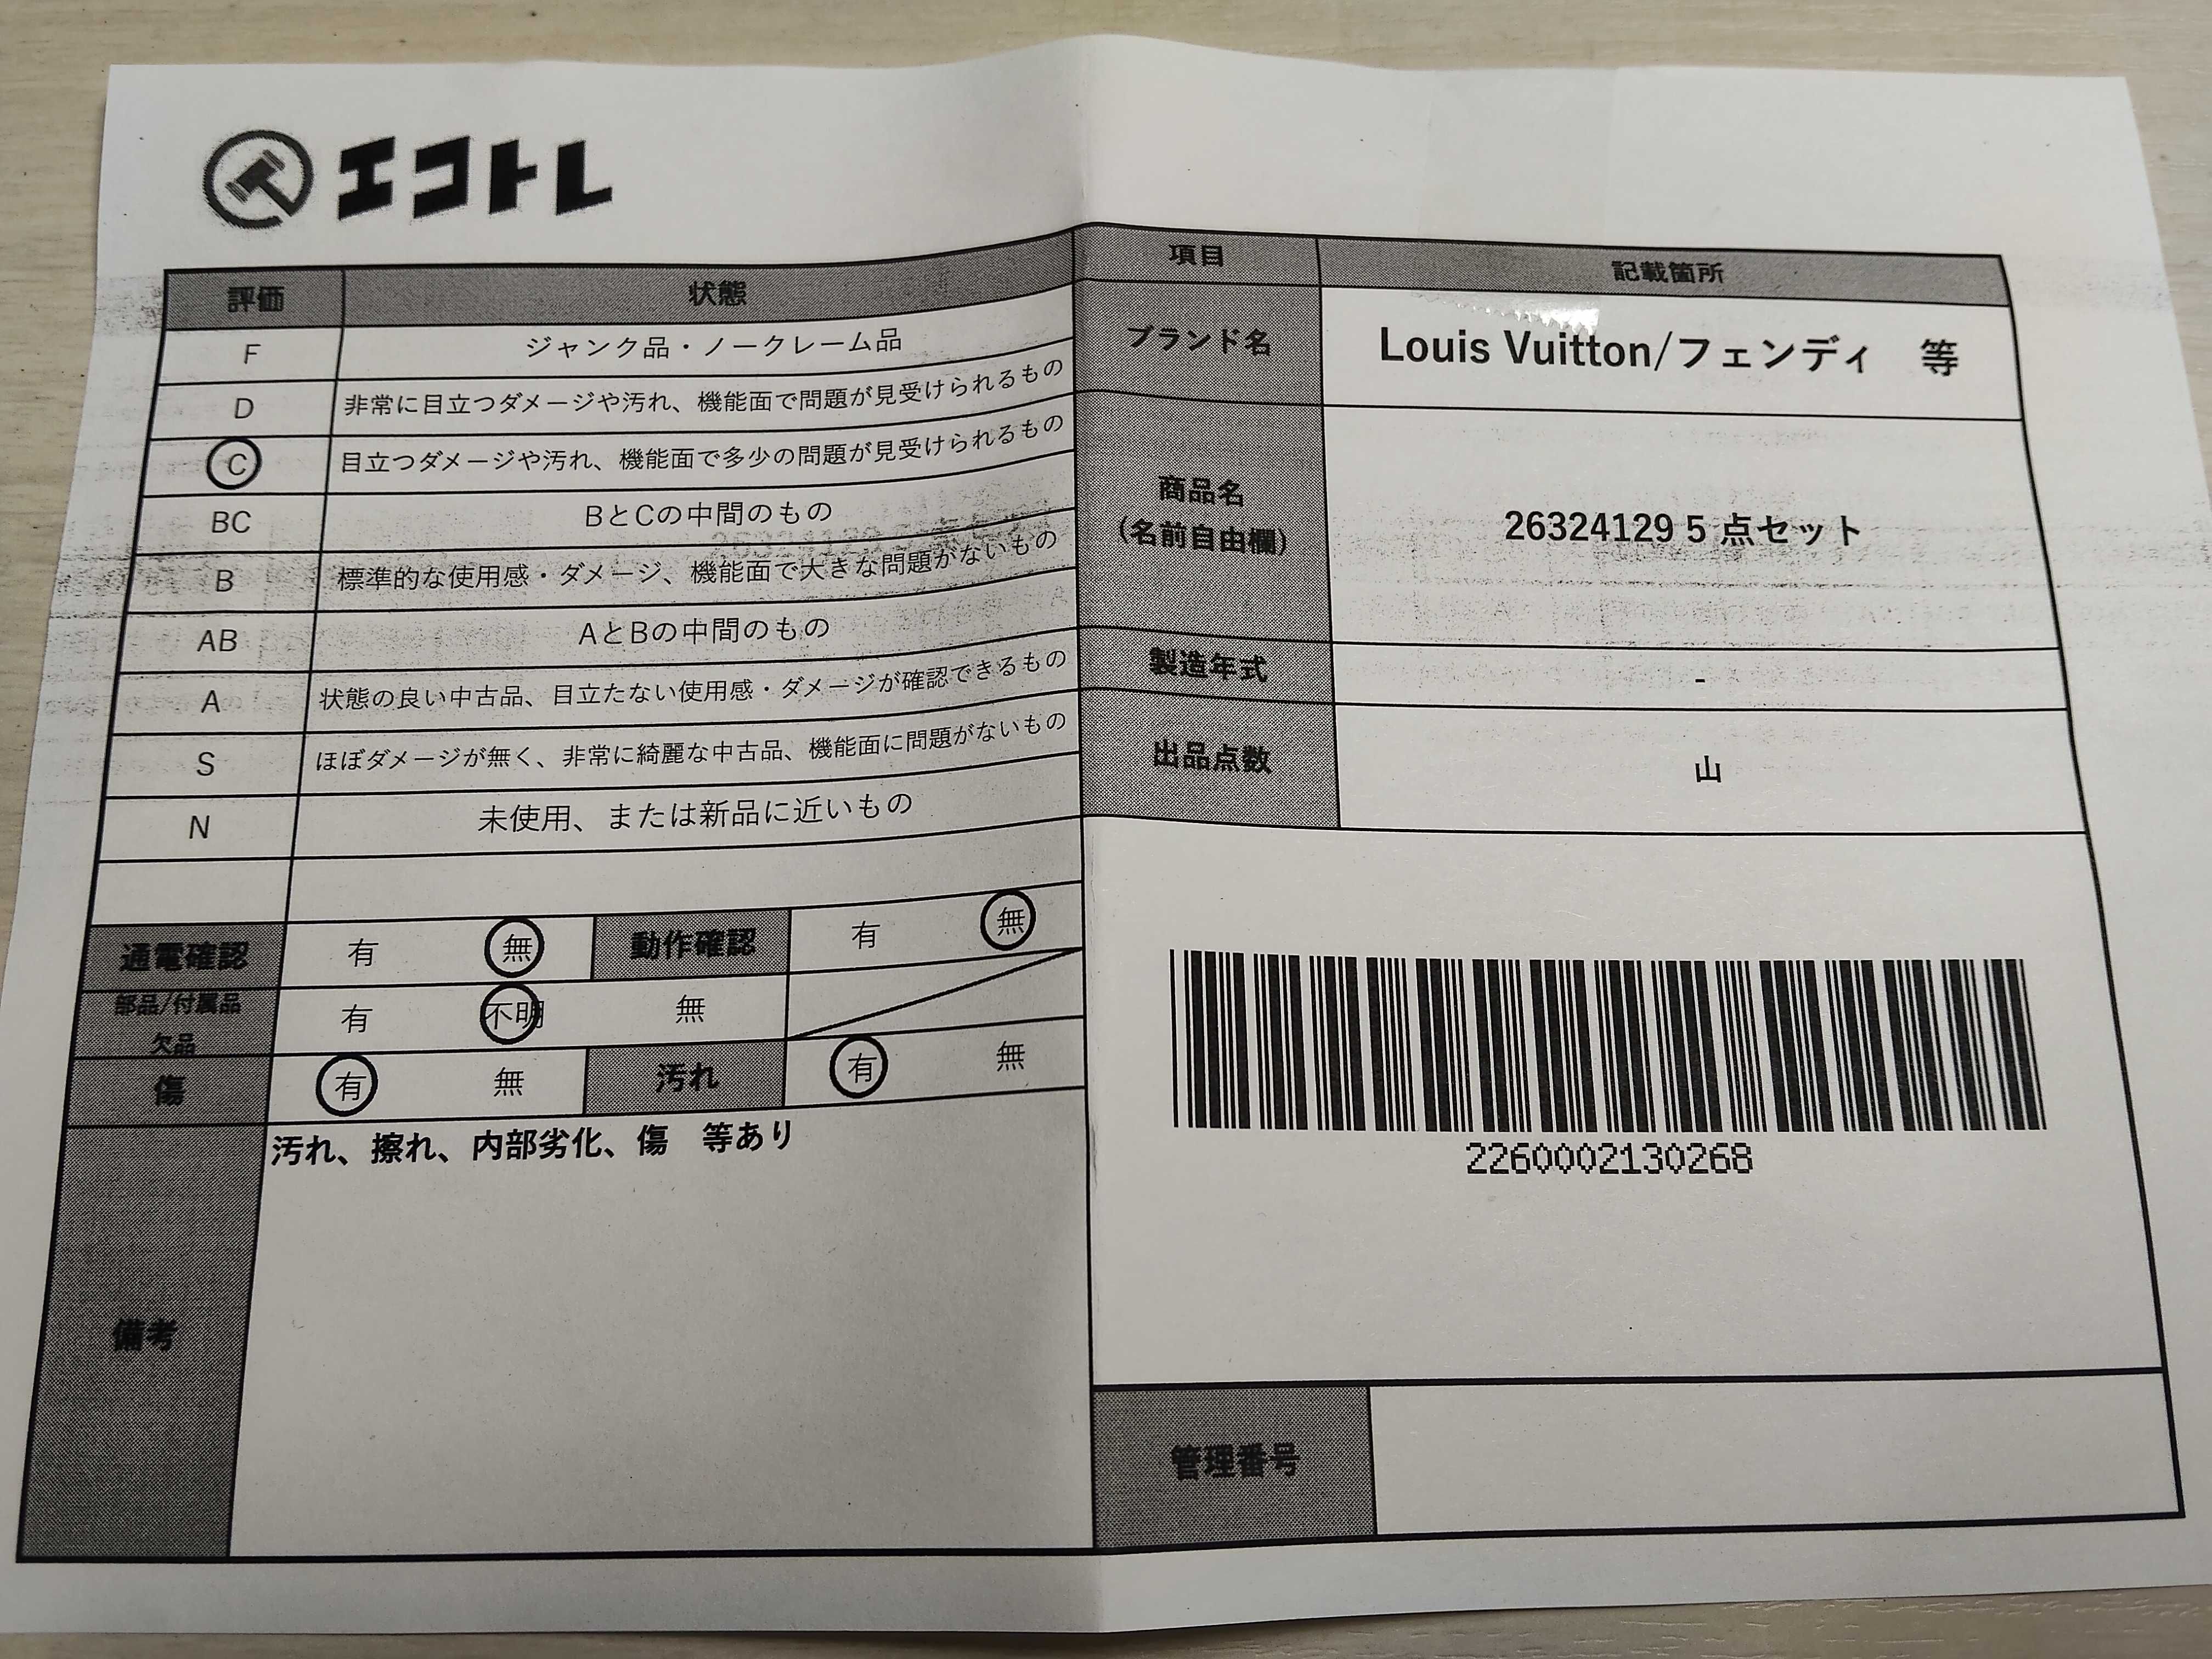 エコトレ
評価 状態
F ジャンク品・ノークレーム品
D 非常に目立つダメージや汚れ、機能面で問題が見受けられるもの
C 目立つダメージや汚れ、機能面で多少の問題が見受けられるもの
BC BとCの中間のもの
B 標準的な使用感・ダメージ、機能面で大きな問題がないもの
AB AとBの中間のもの
A 状態の良い中古品、目立たない使用感・ダメージが確認できるもの
S ほぼダメージが無く、非常に綺麗な中古品、機能面に問題がないもの
N 未使用、または新品に近いもの
通電確認 有 無 動作確認 有 無
部品/付属品
欠品 有 不明 無
傷 有 無 汚れ 有 無
備考 汚れ、擦れ、内部劣化、傷 等あり
項目 記載箇所
ブランド名 Louis Vuitton/フェンディ 等
商品名
(名前自由欄) 26324129 5 点セット
製造年式 -
出品点数 山
2260002130268
管理番号